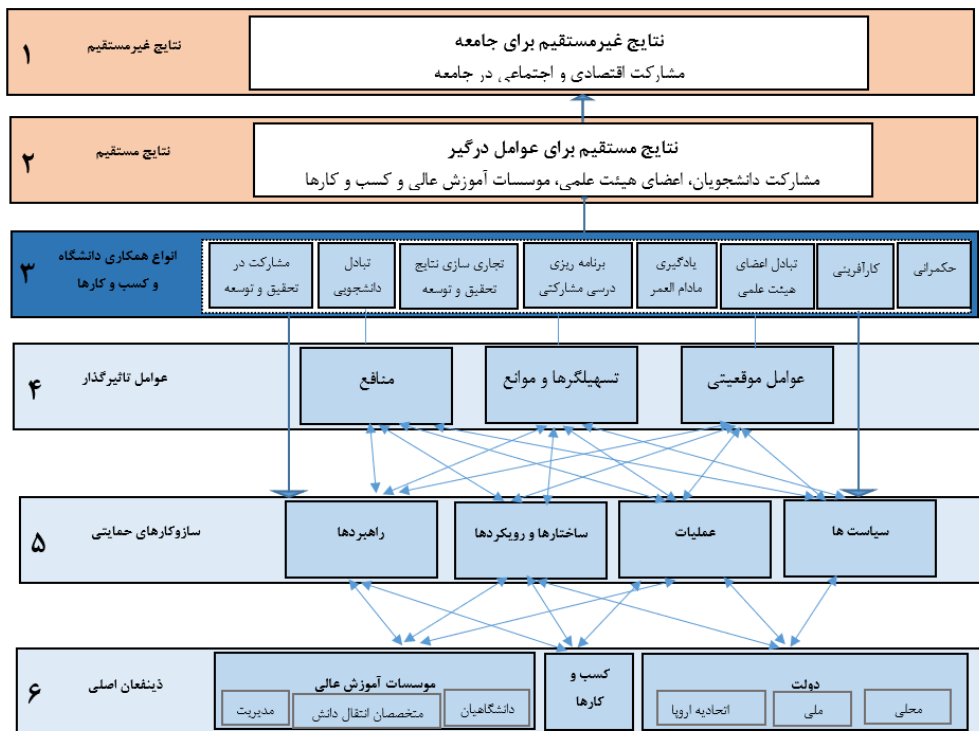 ۱
نتایج غیرمستقیم
نتایج غیرمستقیم برای جامعه
مشارکت اقتصادی و اجتماعی در جامعه
۲
نتایج مستقیم
نتایج مستقیم برای عوامل درگیر
مشارکت دانشجویان، اعضای هیئت علمی، موسسات آموزش عالی و کسب و کارها
۳
انواع همکاری دانشگاه
و کسب و کارها
حکمرانی
کارآفرینی
تبادل اعضای
هیئت علمی
یادگیری
مادام العمر
برنامه ریزی
درسی مشارکتی
تجاری سازی نتایج
تحقیق و توسعه
تبادل
دانشجویی
مشارکت در
تحقیق و توسعه
۴
عوامل تاثیرگذار
عوامل موقعیتی
تسهیلگرها و موانع
منافع
۵
سازوکارهای حمایتی
سیاست ها
عملیات
ساختارها و رویکردها
راهبردها
۶
ذینفعان اصلی
دولت
محلی
ملی
اتحادیه اروپا
کسب و
کارها
موسسات آموزش عالی
دانشگاهیان
متخصصان انتقال دانش
مدیریت